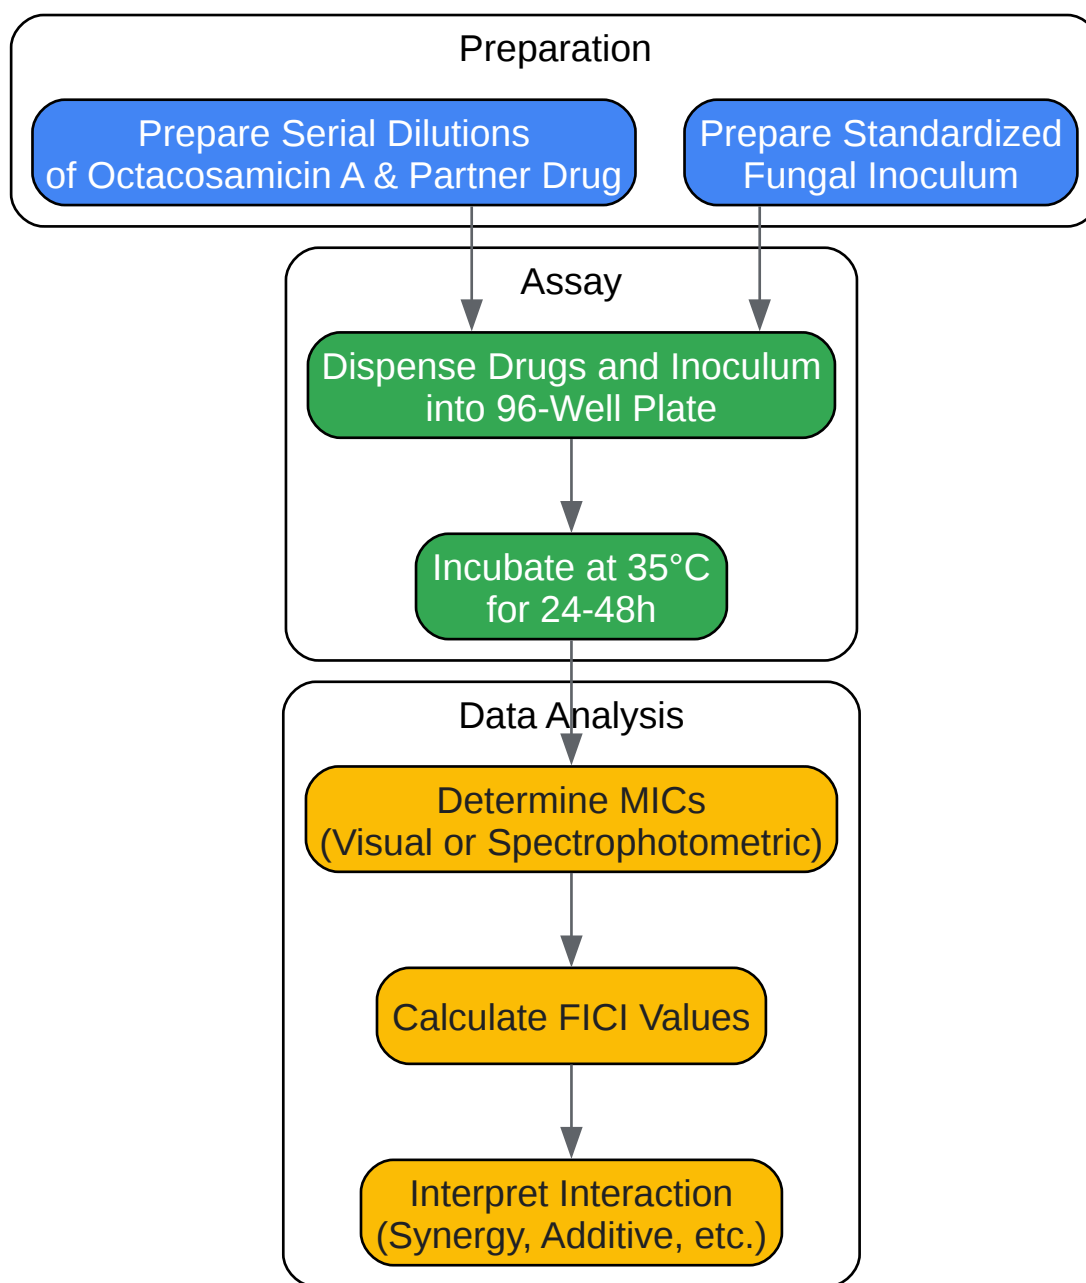 Preparation
Prepare Serial Dilutions
of Octacosamicin A & Partner Drug
Prepare Standardized
Fungal Inoculum
Assay
Dispense Drugs and Inoculum
into 96-Well Plate
Incubate at 35°C
for 24-48h
Data Analysis
Determine MICs
(Visual or Spectrophotometric)
Calculate FICI Values
Interpret Interaction
(Synergy, Additive, etc.)